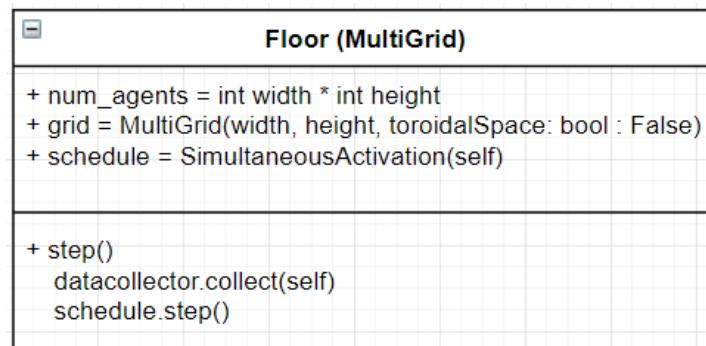 Floor (MultiGrid)
+ num_agents = int width * int height
+ grid = MultiGrid(width, height, toroidalSpace: bool : False)
+ schedule = SimultaneousActivation(self)
+ step()
datacollector.collect(self)
schedule.step()